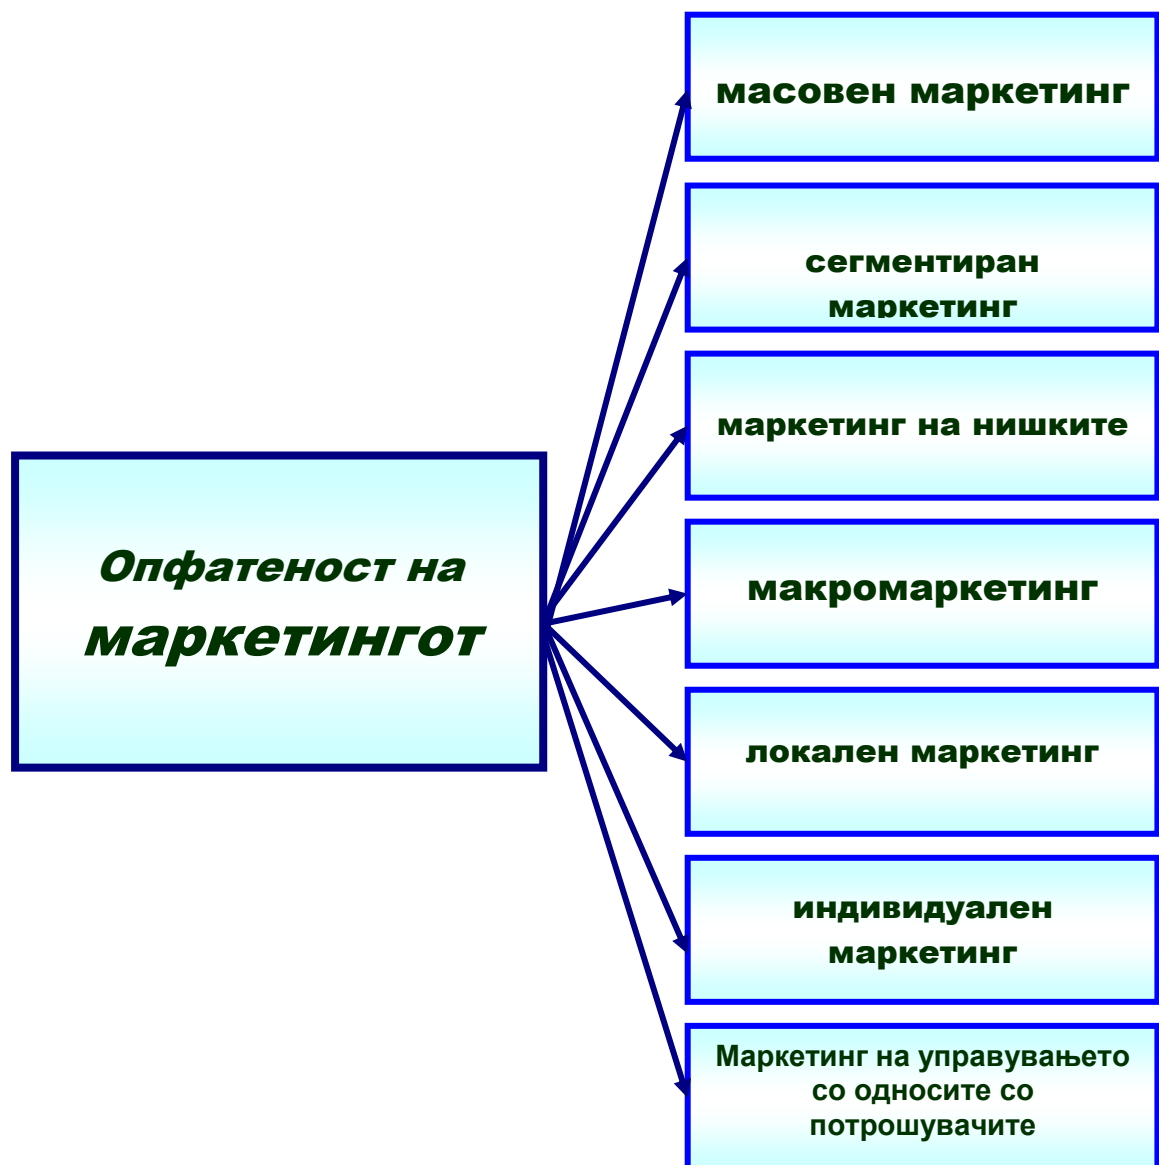 масовен маркетинг
сегментиран
маркетинг
маркетинг на нишките
Опфатеност на
маркетингот
макромаркетинг
локален маркетинг
индивидуален
маркетинг
Маркетинг на управувањето
со односите со
потрошувачите